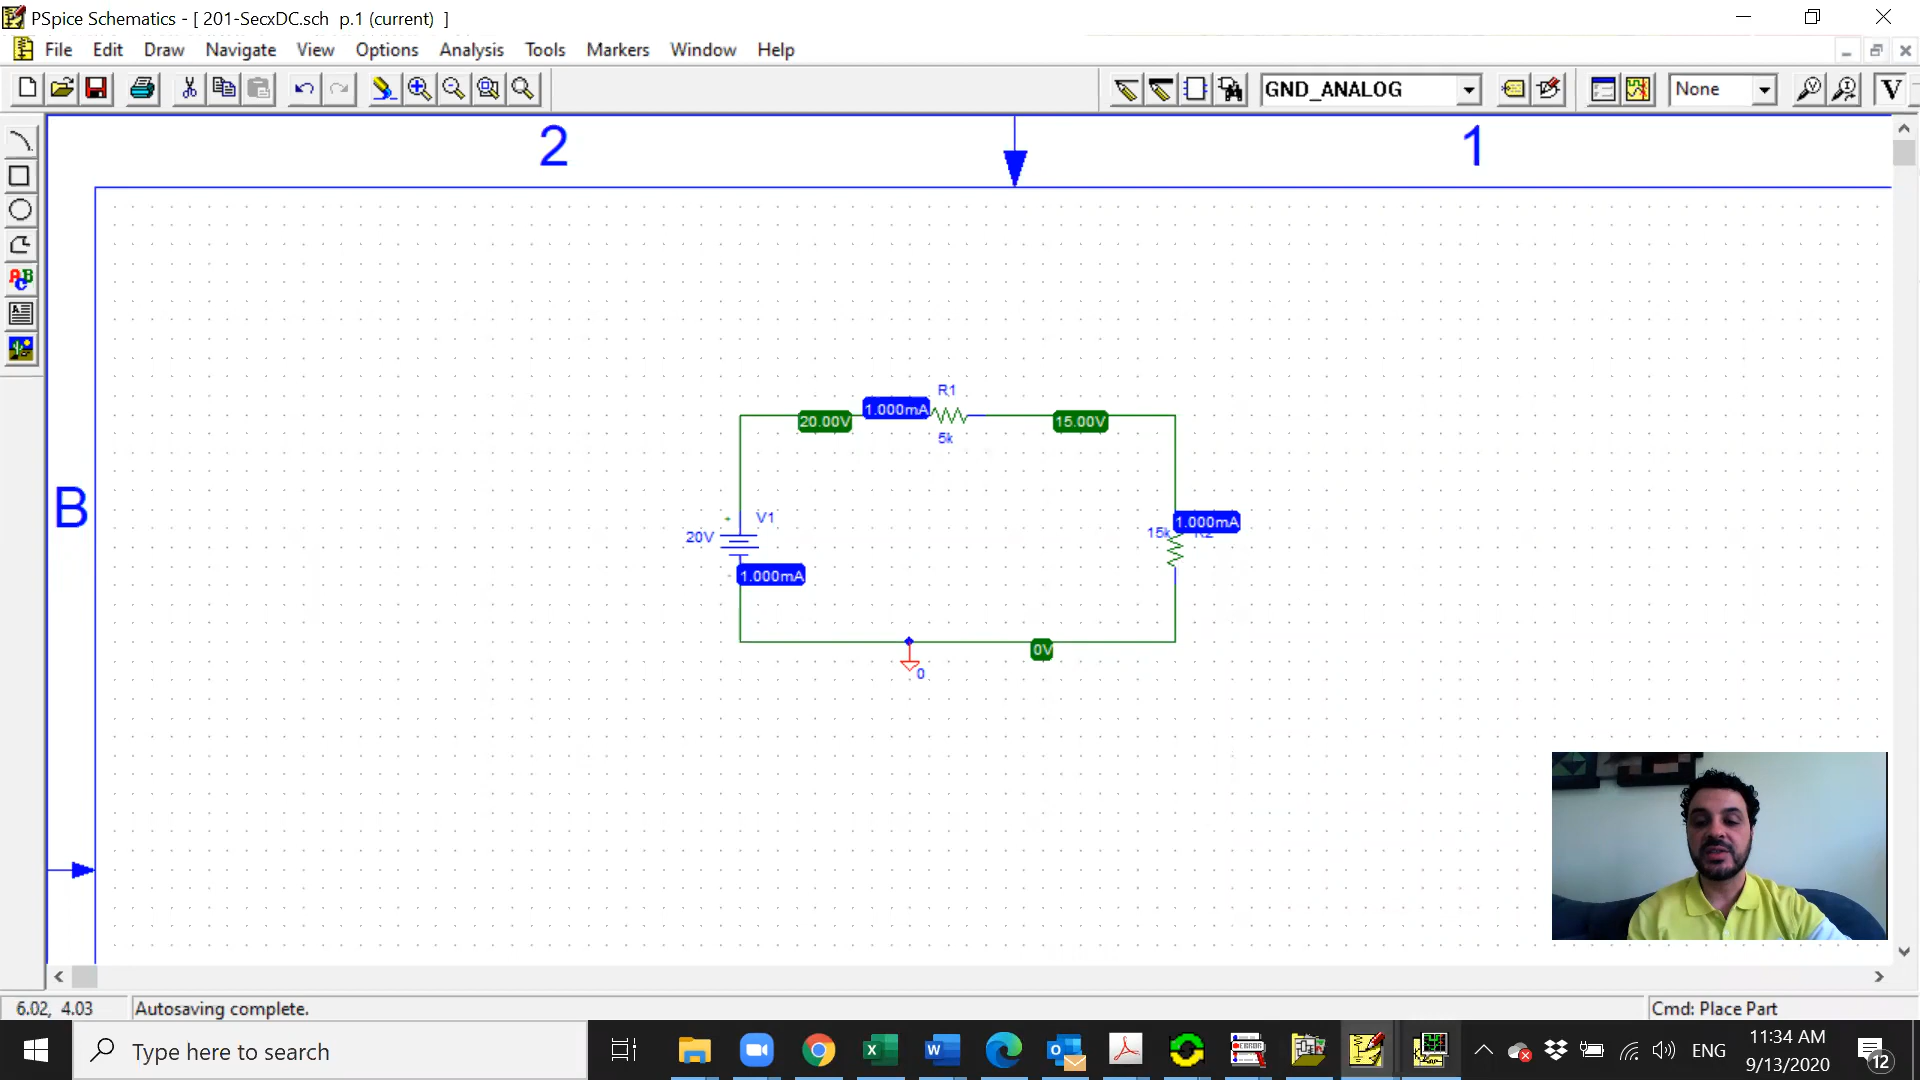 PSpice Schematics - [ 201-SecxDC.sch p.1 (current) ]
File Edit Draw Navigate View Options Analysis Tools Markers Window Help
GND_ANALOG
None
V
2
1
B
R1
1.000mA
20.00V
15.00V
5k
V1
20V
1.000mA
15k
R2
1.000mA
0V
0
6.02, 4.03
Autosaving complete.
Cmd: Place Part
Type here to search
ENG
11:34 AM
9/13/2020
12